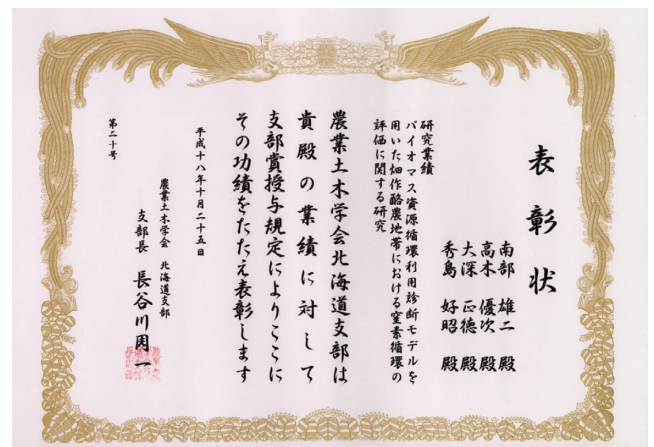 表彰状
南部 雄二 殿
高木 優次 殿
大深 正徳 殿
秀島 好昭 殿
研究業績
バイオマス資源循環利用診断モデルを
用いた畑作酪農地帯における窒素循環の
評価に関する研究
農業土木学会北海道支部は
貴殿の業績に対して
支部賞授与規定によりここに
その功績をたたえ表彰します
平成十八年十月二十五日
農業土木学会 北海道支部
支部長 長谷川周一
第二十号